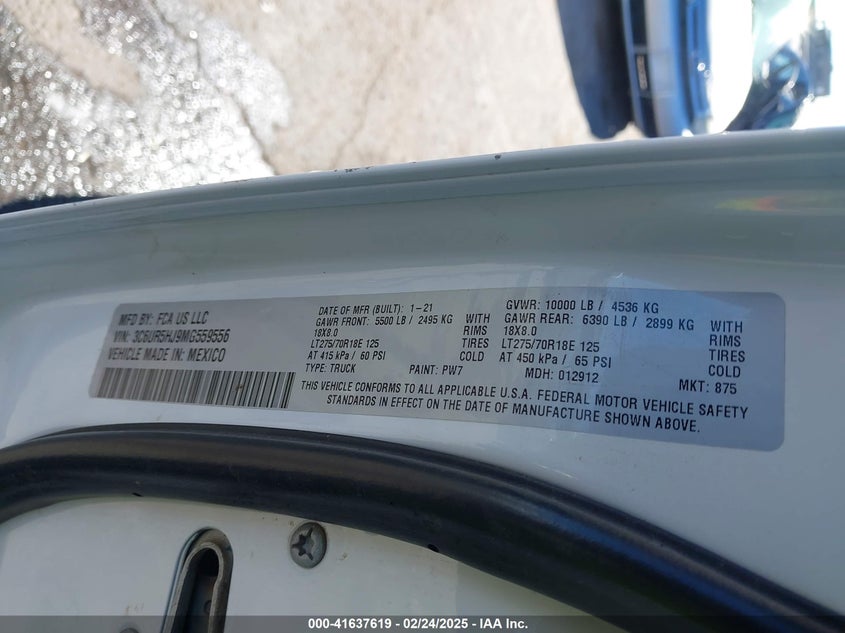 MFD BY: FCA US LLC
VIN: 3C6UR5HJ9MG559556
VEHICLE MADE IN: MEXICO
DATE OF MFR (BUILT): 1-21
GAWR FRONT: 5500 LB / 2495 KG WITH
18X8.0 RIMS
LT275/70R18E 125 TIRES
AT 415 kPa / 60 PSI COLD
TYPE: TRUCK PAINT: PW7
GVWR: 10000 LB / 4536 KG
GAWR REAR: 6390 LB / 2899 KG WITH
18X8.0 RIMS
LT275/70R18E 125 TIRES
AT 450 kPa / 65 PSI COLD
MDH: 012912 MKT: 875
THIS VEHICLE CONFORMS TO ALL APPLICABLE U.S.A. FEDERAL MOTOR VEHICLE SAFETY
STANDARDS IN EFFECT ON THE DATE OF MANUFACTURE SHOWN ABOVE.
000-41637619 - 02/24/2025 - IAA Inc.